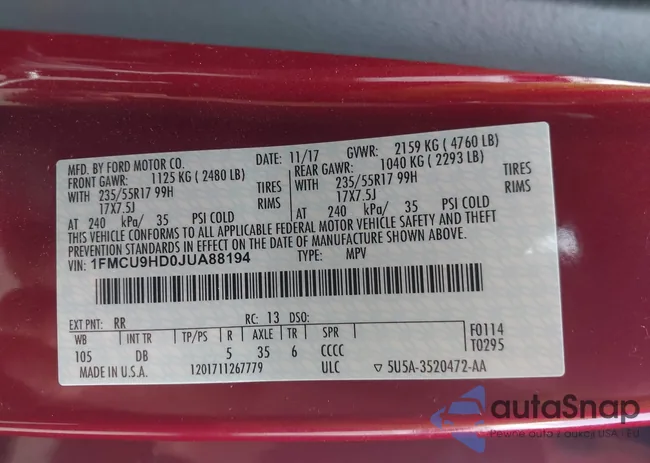 MFD. BY FORD MOTOR CO.
DATE: 11/17 GVWR: 2159 KG ( 4760 LB)
FRONT GAWR: 1125 KG ( 2480 LB)
REAR GAWR: 1040 KG ( 2293 LB)
WITH 235/55R17 99H TIRES
WITH 235/55R17 99H TIRES
17X7.5J RIMS
17X7.5J RIMS
AT 240 kPa/ 35 PSI COLD
AT 240 kPa/ 35 PSI COLD
THIS VEHICLE CONFORMS TO ALL APPLICABLE FEDERAL MOTOR VEHICLE SAFETY AND THEFT
PREVENTION STANDARDS IN EFFECT ON THE DATE OF MANUFACTURE SHOWN ABOVE.
VIN: 1FMCU9HD0JUA88194 TYPE: MPV
EXT PNT: RR RC: 13 DSO:
WB INT TR TP/PS R AXLE TR SPR
105 DB 5 35 6 CCCC
F0114
T0295
MADE IN U.S.A. 1201711267779 ULC ▽ 5U5A-3520472-AA
autaSnap
Pewne auta z aukcji USA i EU